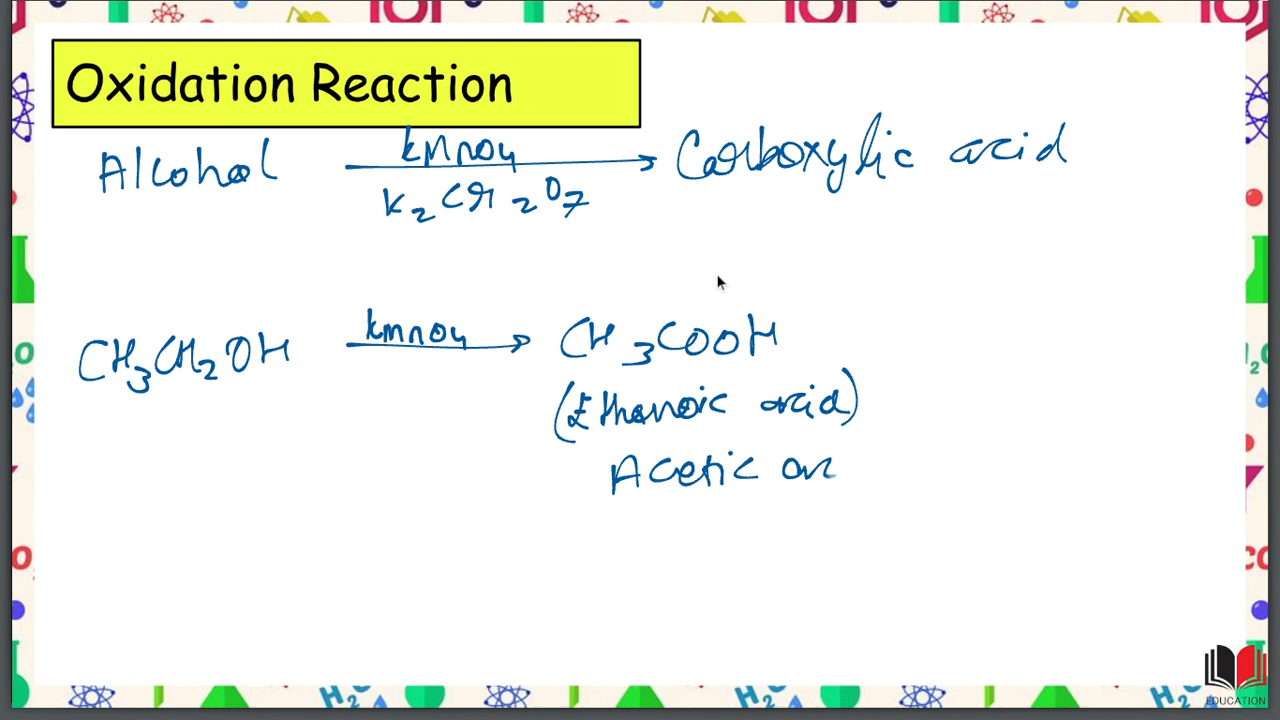 Oxidation Reaction
Alcohol KMnO4 Carboxylic acid
K2Cr2O7
CH3CH2OH KMnO4 CH3COOH
(Ethanoic acid)
Acetic
EDUCATION